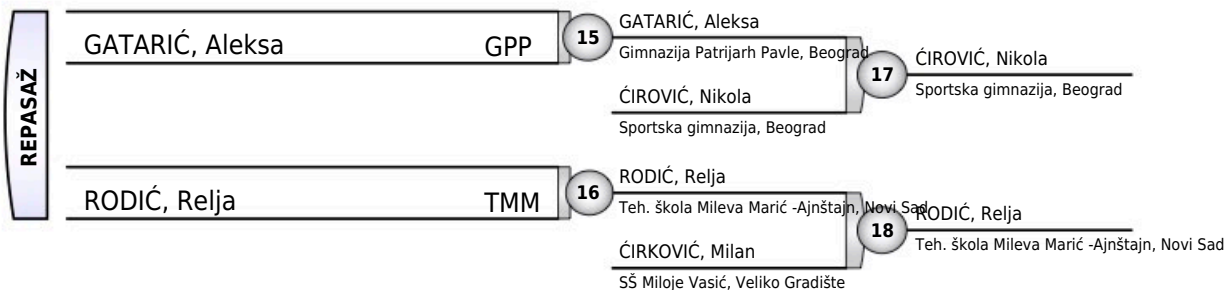 REPASAŽ
GATARIĆ, Aleksa GPP
15
GATARIĆ, Aleksa
Gimnazija Patrijarh Pavle, Beograd
ĆIROVIĆ, Nikola
Sportska gimnazija, Beograd
17
ĆIROVIĆ, Nikola
Sportska gimnazija, Beograd
RODIĆ, Relja TMM
16
RODIĆ, Relja
Teh. škola Mileva Marić -Ajnštajn, Novi Sad
ĆIRKOVIĆ, Milan
SŠ Miloje Vasić, Veliko Gradište
18
RODIĆ, Relja
Teh. škola Mileva Marić -Ajnštajn, Novi Sad